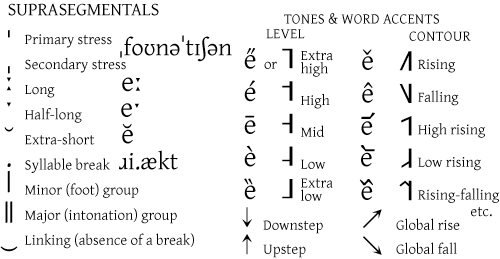 SUPRASEGMENTALS
ˈ Primary stress ˌfoʊnəˈtɪʃən
ˌ Secondary stress
ː Long eː
ˑ Half-long eˑ
̆ Extra-short ĕ
. Syllable break ɹi.ækt
| Minor (foot) group
‖ Major (intonation) group
‿ Linking (absence of a break)
TONES & WORD ACCENTS
LEVEL
e̋ or ˥ Extra high
é ˦ High
ē ˧ Mid
è ˨ Low
ȅ ˩ Extra low
↓ Downstep
↑ Upstep
CONTOUR
ě ˩˥ Rising
ê ˥˩ Falling
e᷄ ˦˥ High rising
e᷅ ˩˨ Low rising
e᷈ ˧˦˧ Rising-falling
etc.
↗ Global rise
↘ Global fall